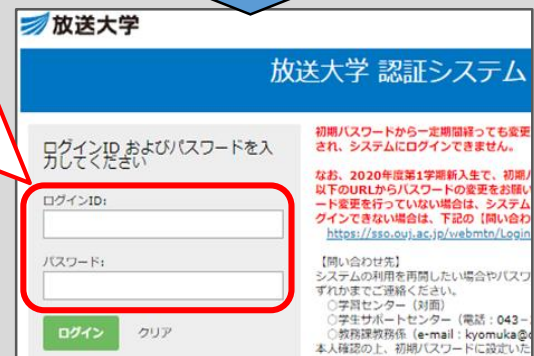 放送大学
放送大学 認証システム
ログインID およびパスワードを入
力してください
ログインID:
パスワード:
ログイン クリア
初期パスワードから一定期間経っても変更
され、システムにログインできません。
なお、2020年度第1学期新入生で、初期パ
以下のURLからパスワードの変更をお願い
ード変更を行っていない場合は、システム
グインできない場合は、下記の【問い合わ
https://sso.ouj.ac.jp/webmtn/Login
【問い合わせ先】
システムの利用を再開したい場合やパスワ
ずれかまでご連絡ください。
○学習センター（対面）
○学生サポートセンター（電話：043－
○教務課教務係（e-mail：kyomuka@
本人確認の上、初期パスワードに設定いた